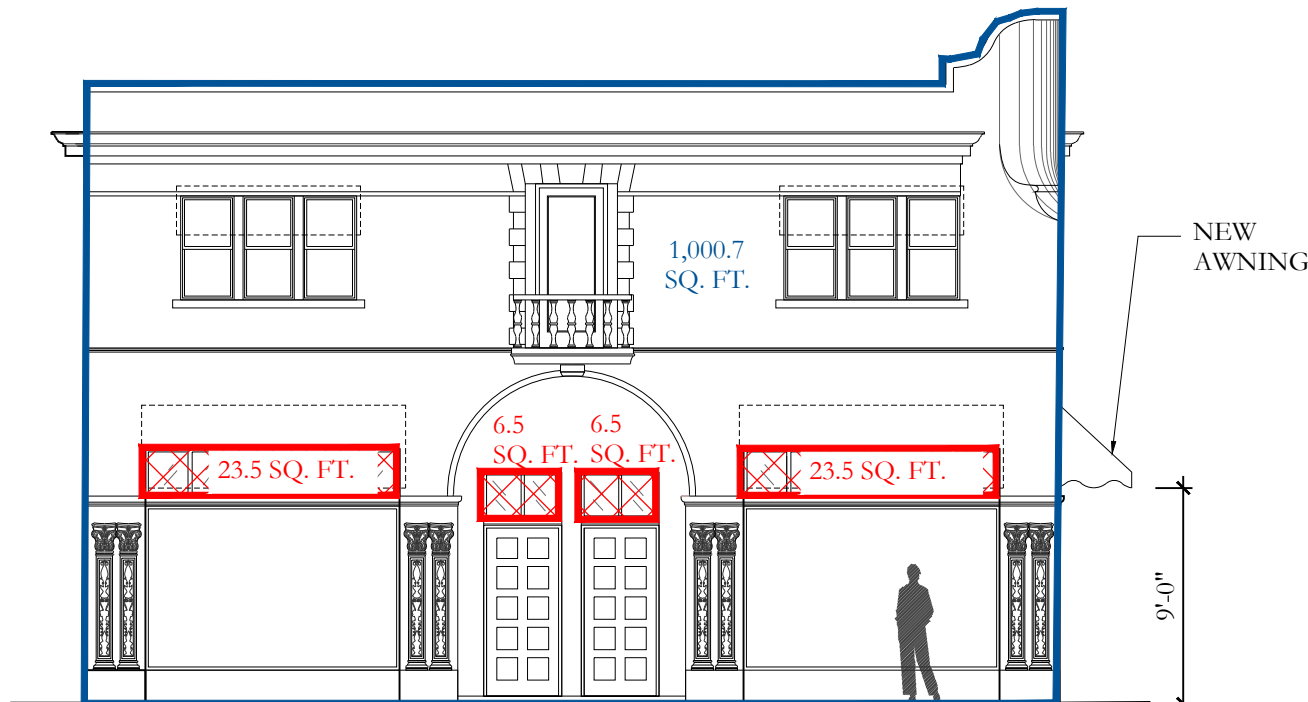 NEW
AWNING
1,000.7
SQ. FT.
6.5
SQ. FT.
6.5
SQ. FT.
23.5 SQ. FT.
23.5 SQ. FT.
9'-0"